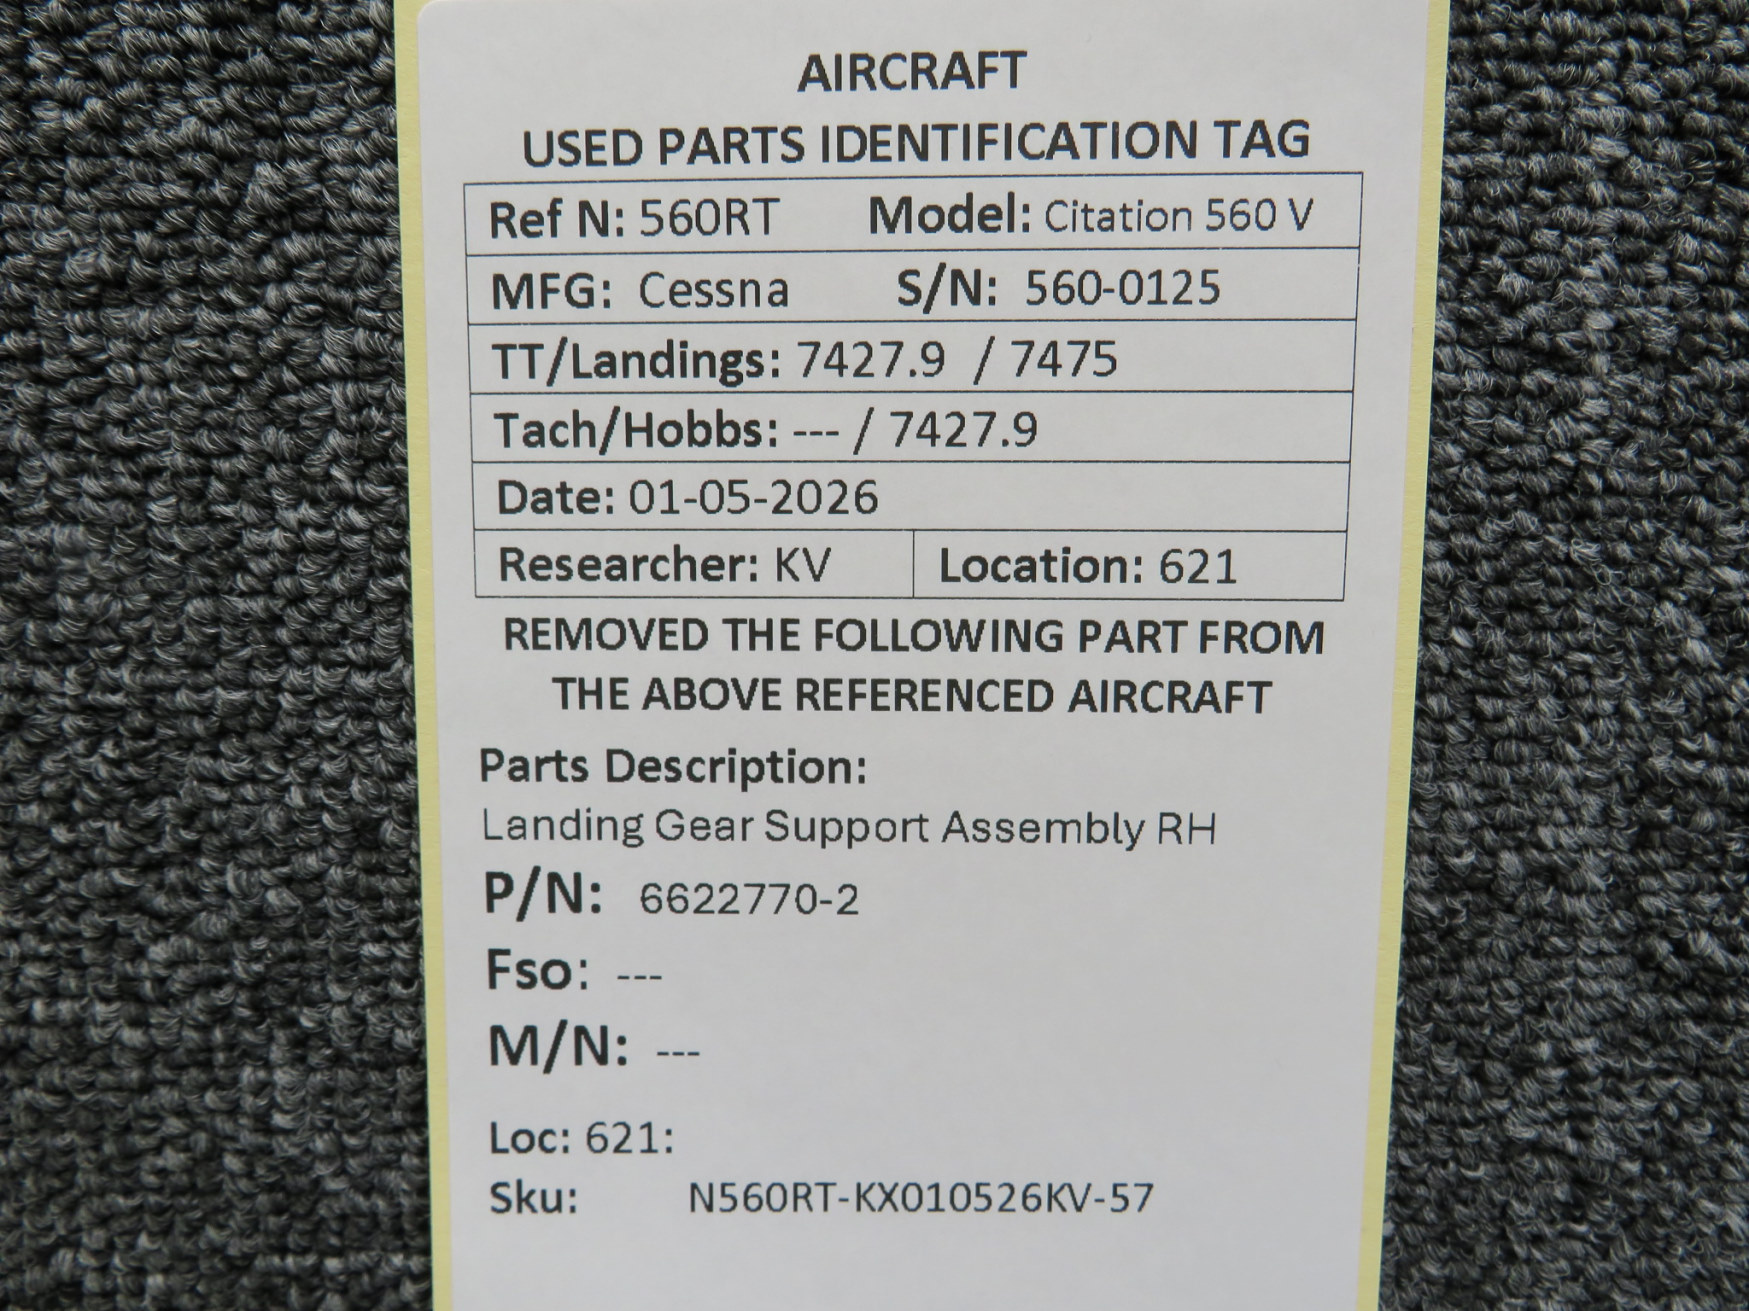 AIRCRAFT
USED PARTS IDENTIFICATION TAG
Ref N: 560RT Model: Citation 560 V
MFG: Cessna S/N: 560-0125
TT/Landings: 7427.9 / 7475
Tach/Hobbs: --- / 7427.9
Date: 01-05-2026
Researcher: KV Location: 621
REMOVED THE FOLLOWING PART FROM
THE ABOVE REFERENCED AIRCRAFT
Parts Description:
Landing Gear Support Assembly RH
P/N: 6622770-2
Fso: ---
M/N: ---
Loc: 621:
Sku: N560RT-KX010526KV-57